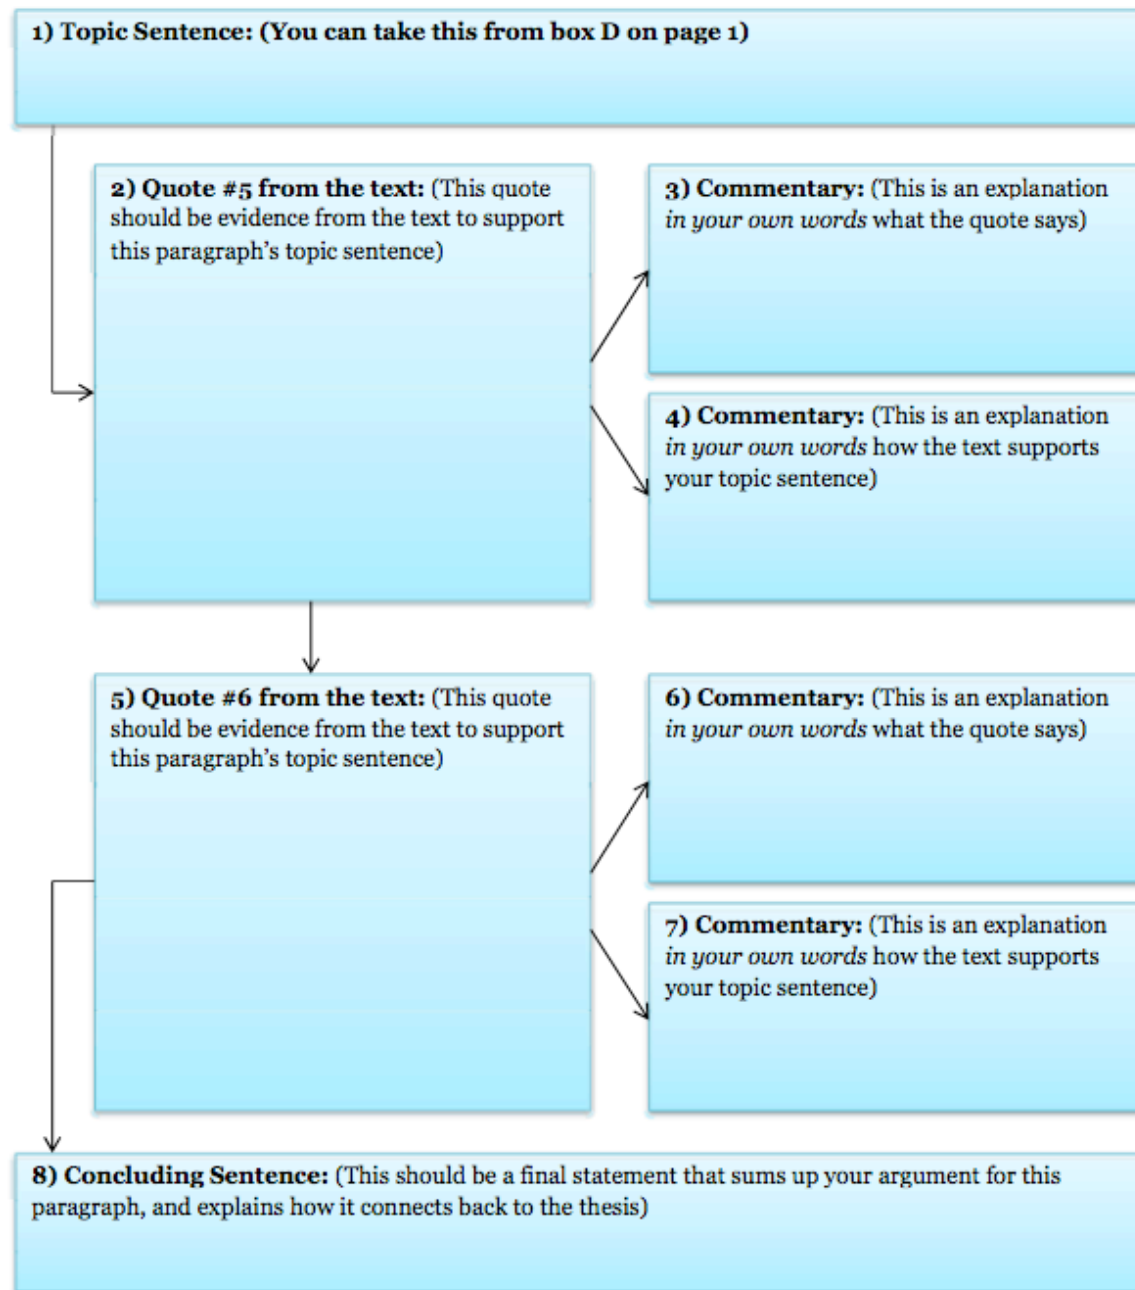 1) Topic Sentence: (You can take this from box D on page 1)
2) Quote #5 from the text: (This quote
should be evidence from the text to support
this paragraph's topic sentence)
3) Commentary: (This is an explanation
in your own words what the quote says)
4) Commentary: (This is an explanation
in your own words how the text supports
your topic sentence)
5) Quote #6 from the text: (This quote
should be evidence from the text to support
this paragraph's topic sentence)
6) Commentary: (This is an explanation
in your own words what the quote says)
7) Commentary: (This is an explanation
in your own words how the text supports
your topic sentence)
8) Concluding Sentence: (This should be a final statement that sums up your argument for this
paragraph, and explains how it connects back to the thesis)